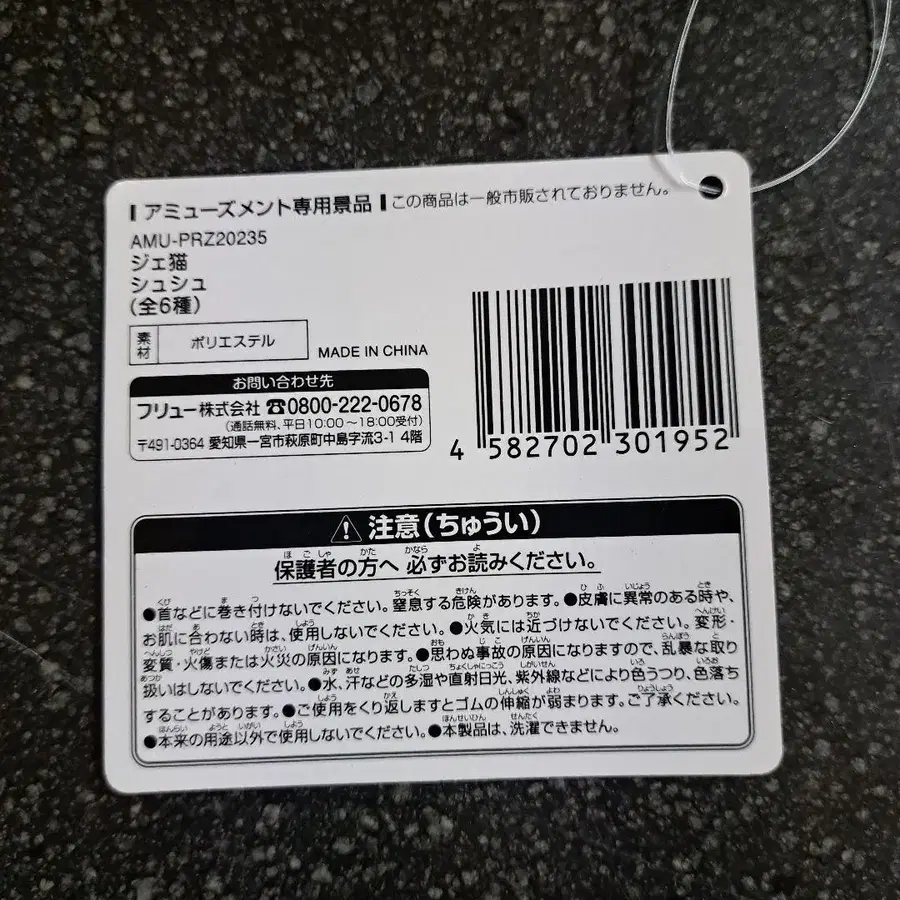 アミューズメント専用景品 この商品は一般市販されておりません。
AMU-PRZ20235
ジェ猫
シュシュ
(全6種)
素材 ポリエステル MADE IN CHINA
お問い合わせ先
フリュー株式会社 ☎0800-222-0678
(通話無料、平日10:00〜18:00受付)
〒491-0364 愛知県一宮市萩原町中島字流3-1 4階
4 582702 301952
⚠ 注意(ちゅうい)
保護者の方へ 必ずお読みください。
●首などに巻き付けないでください。窒息する危険があります。●皮膚に異常のある時や、
お肌に合わない時は、使用しないでください。●火気には近づけないでください。変形・
変質・火傷または火災の原因になります。●思わぬ事故の原因になりますので、乱暴な取り
扱いはしないでください。●水、汗などの多湿や直射日光、紫外線などにより色うつり、色落ち
することがあります。●ご使用をくり返しますとゴムの伸縮が弱まります。ご了承ください。
●本来の用途以外で使用しないでください。●本製品は、洗濯できません。